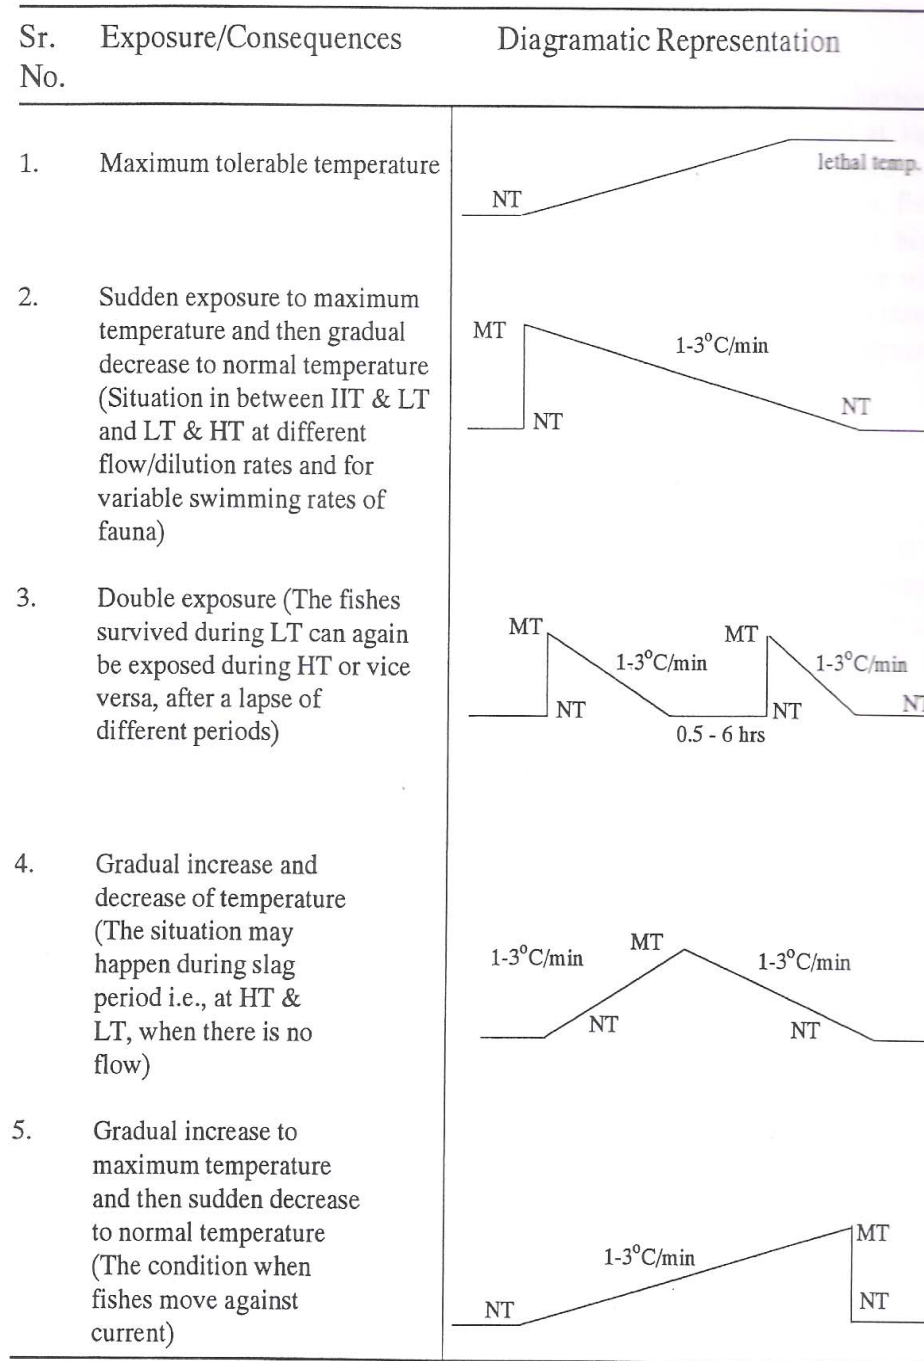 Sr. Exposure/Consequences Diagramatic Representation
No.
1. Maximum tolerable temperature
lethal temp.
NT
2. Sudden exposure to maximum
temperature and then gradual
decrease to normal temperature
(Situation in between IIT & LT
and LT & HT at different
flow/dilution rates and for
variable swimming rates of
fauna)
MT 1-3°C/min
NT NT
3. Double exposure (The fishes
survived during LT can again
be exposed during HT or vice
versa, after a lapse of
different periods)
MT MT
1-3°C/min 1-3°C/min
NT NT NT
0.5 - 6 hrs
4. Gradual increase and
decrease of temperature
(The situation may
happen during slag
period i.e., at HT &
LT, when there is no
flow)
1-3°C/min MT 1-3°C/min
NT NT
5. Gradual increase to
maximum temperature
and then sudden decrease
to normal temperature
(The condition when
fishes move against
current)
1-3°C/min MT
NT NT